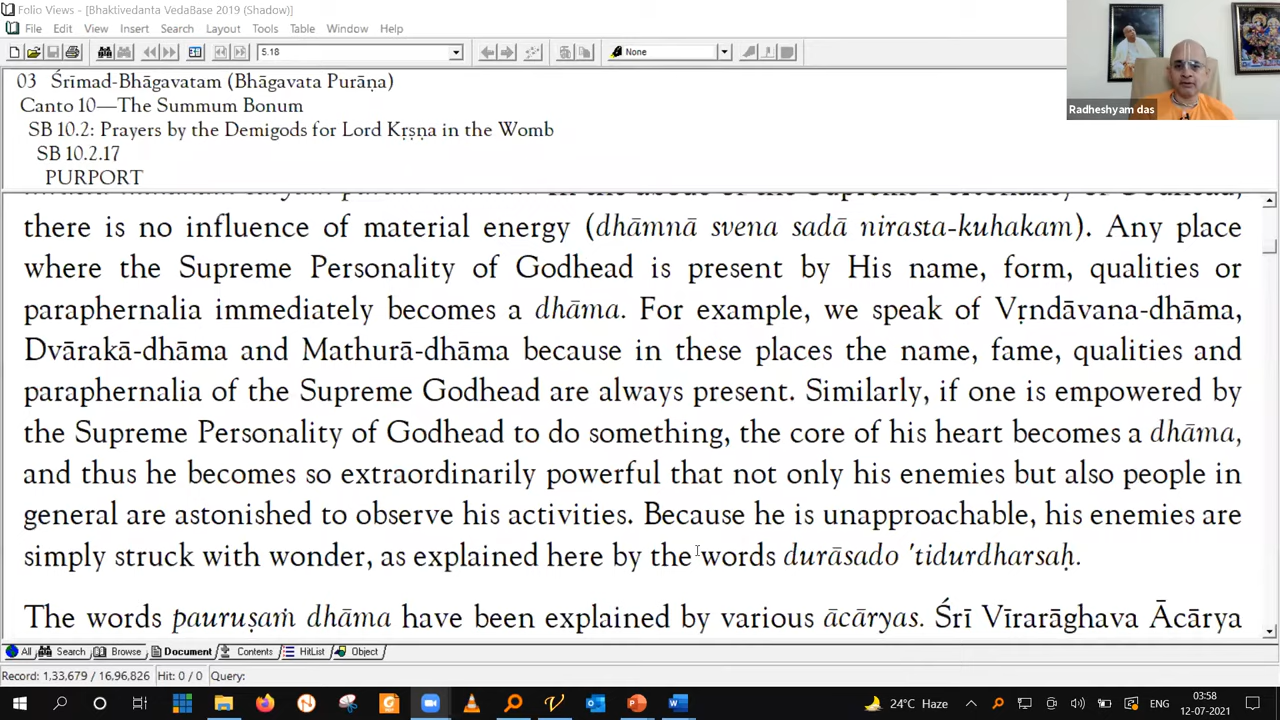 Folio Views - [Bhaktivedanta VedaBase 2019 (Shadow)]
File Edit View Insert Search Layout Tools Table Window Help
5.18 None
03 Śrīmad-Bhāgavatam (Bhāgavata Purāṇa)
Canto 10—The Summum Bonum
SB 10.2: Prayers by the Demigods for Lord Kṛṣṇa in the Womb
SB 10.2.17
PURPORT
Radheshyam das
In the abode of the Supreme Personality of Godhead,
there is no influence of material energy (dhāmnā svena sadā nirasta-kuhakam). Any place
where the Supreme Personality of Godhead is present by His name, form, qualities or
paraphernalia immediately becomes a dhāma. For example, we speak of Vṛndāvana-dhāma,
Dvārakā-dhāma and Mathurā-dhāma because in these places the name, fame, qualities and
paraphernalia of the Supreme Godhead are always present. Similarly, if one is empowered by
the Supreme Personality of Godhead to do something, the core of his heart becomes a dhāma,
and thus he becomes so extraordinarily powerful that not only his enemies but also people in
general are astonished to observe his activities. Because he is unapproachable, his enemies are
simply struck with wonder, as explained here by the words durāsado 'tidurdharsaḥ.
The words pauruṣaṁ dhāma have been explained by various ācāryas. Śrī Vīrarāghava Ācārya
All Search Browse Document Contents HitList Object
Record: 1,33,679 / 16,96,826 Hit: 0 / 0 Query:
24°C Haze ENG 03:58
12-07-2021